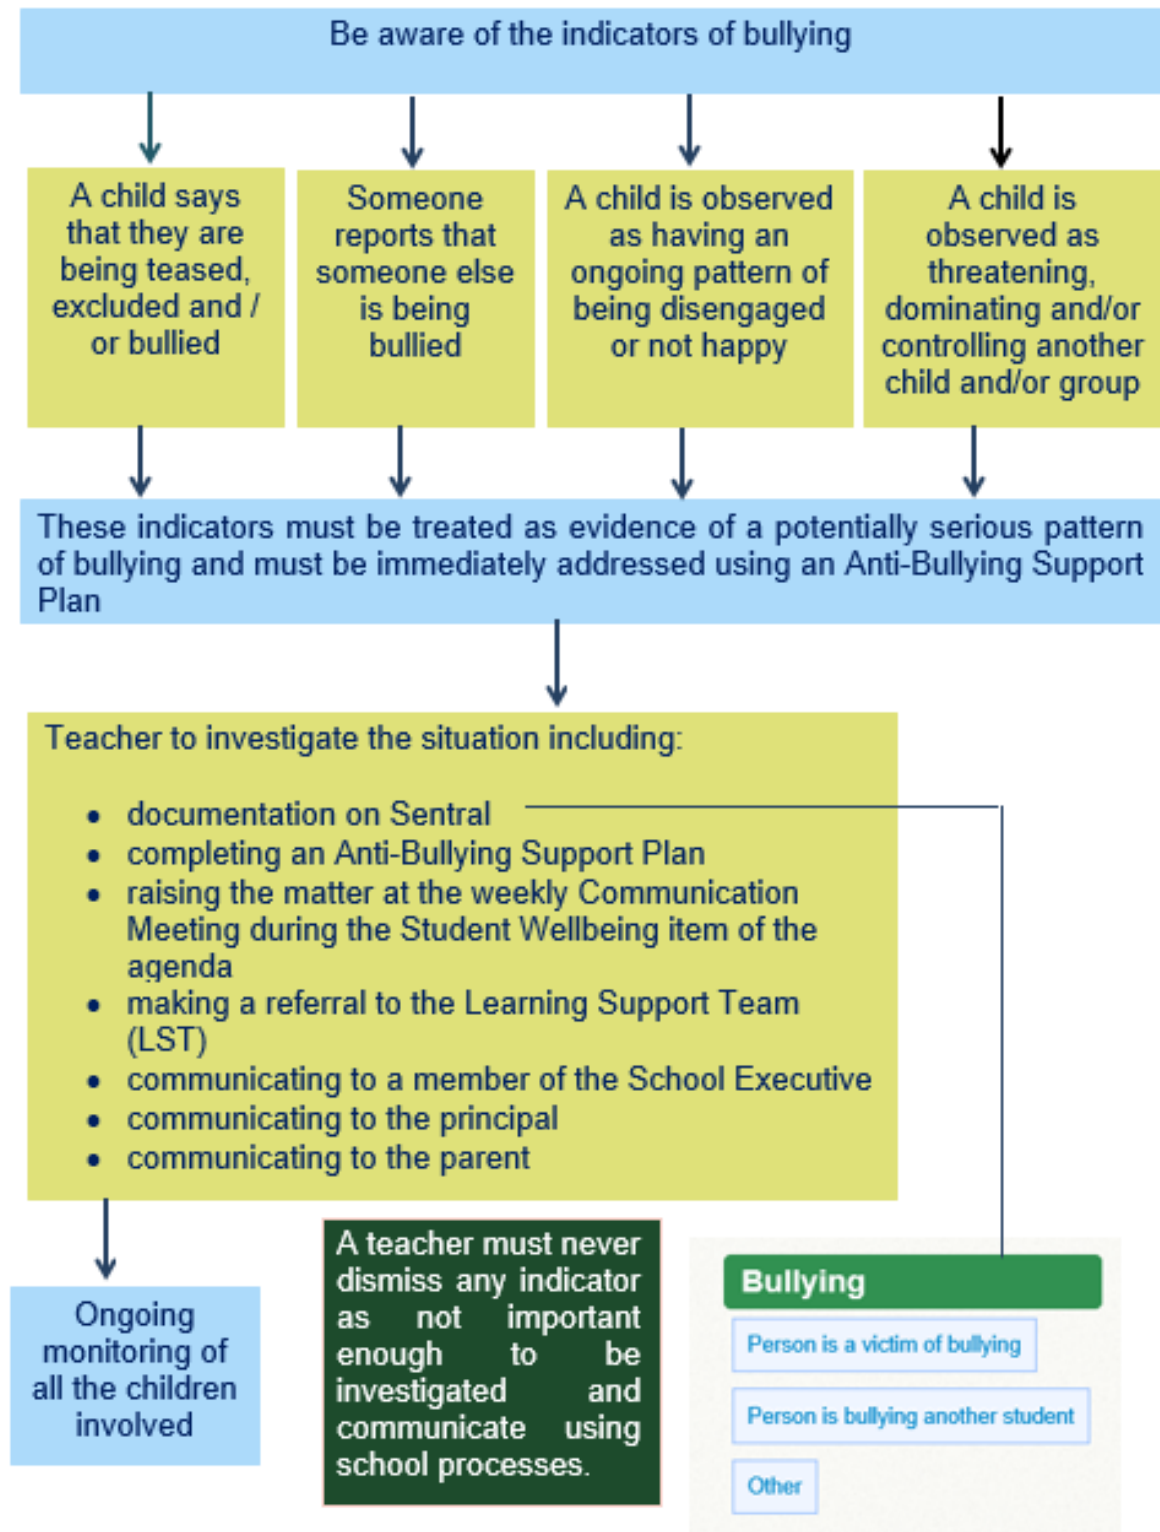 Be aware of the indicators of bullying
A child says
that they are
being teased,
excluded and /
or bullied
Someone
reports that
someone else
is being
bullied
A child is observed
as having an
ongoing pattern of
being disengaged
or not happy
A child is
observed as
threatening,
dominating and/or
controlling another
child and/or group
These indicators must be treated as evidence of a potentially serious pattern
of bullying and must be immediately addressed using an Anti-Bullying Support
Plan
Teacher to investigate the situation including:
• documentation on Sentral
• completing an Anti-Bullying Support Plan
• raising the matter at the weekly Communication
Meeting during the Student Wellbeing item of the
agenda
• making a referral to the Learning Support Team
(LST)
• communicating to a member of the School Executive
• communicating to the principal
• communicating to the parent
Ongoing
monitoring of
all the children
involved
A teacher must never
dismiss any indicator
as not important
enough to be
investigated and
communicate using
school processes.
Bullying
Person is a victim of bullying
Person is bullying another student
Other